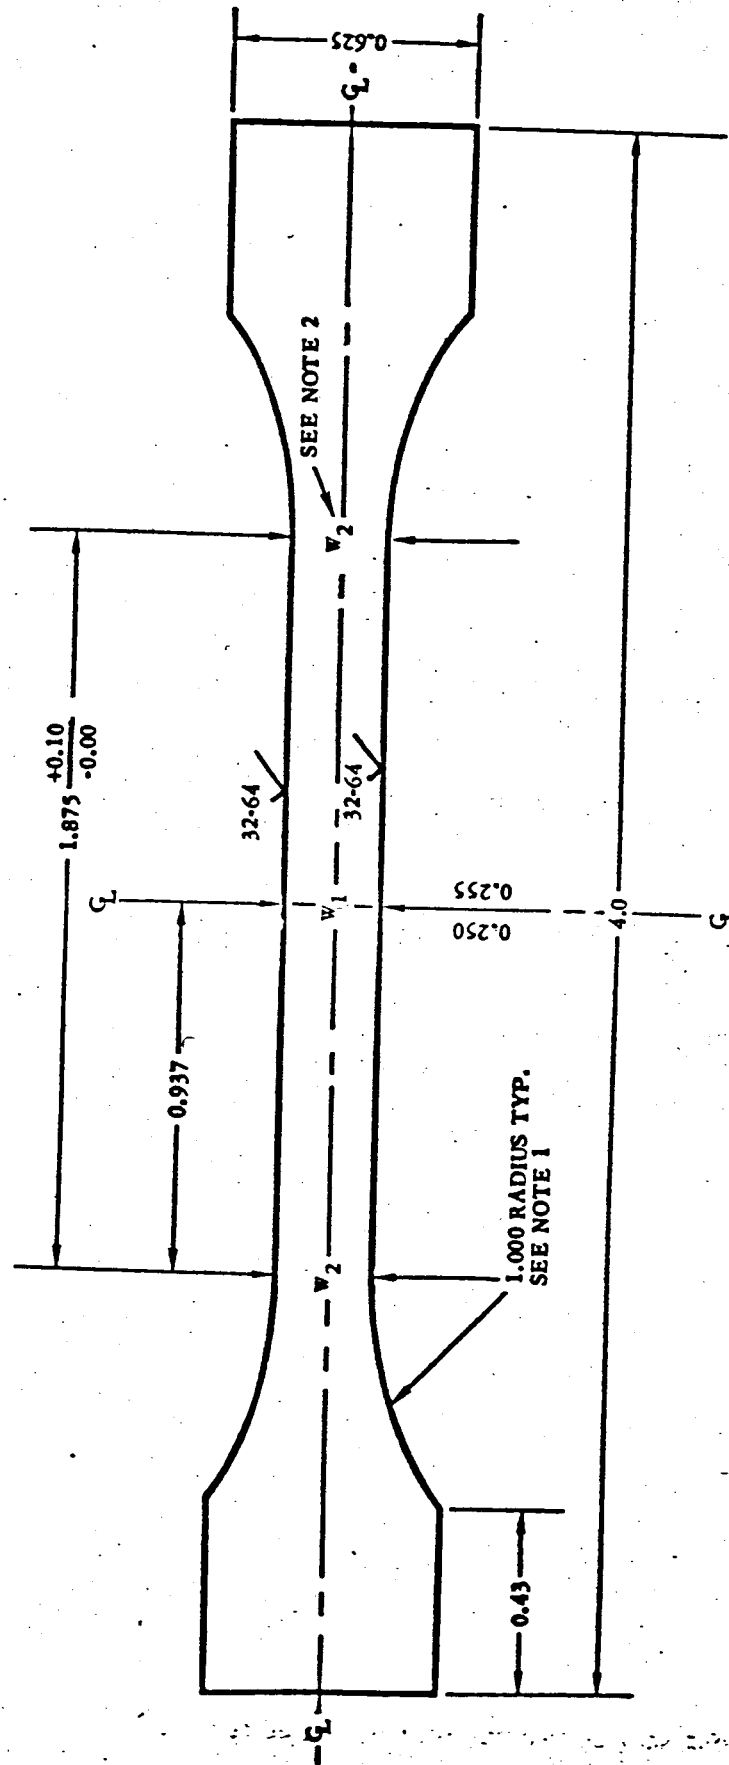 0.625
C̲L
SEE NOTE 2
W2
1.875 +0.10
-0.00
32-64
32-64
C̲L
W1
0.255
0.250
4.0
C̲
0.937
W2
1.000 RADIUS TYP.
SEE NOTE 1
0.43
C̲L